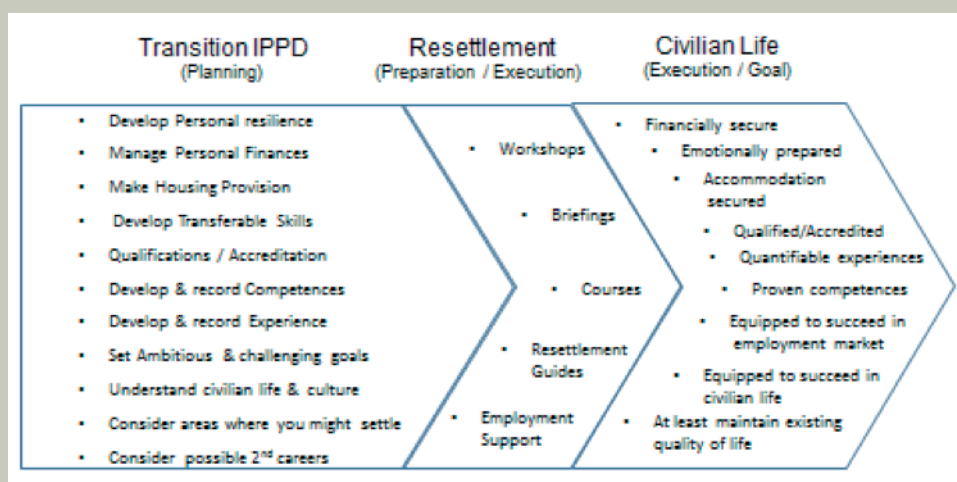 Transition IPPD
(Planning)
▪ Develop Personal resilience
▪ Manage Personal Finances
▪ Make Housing Provision
▪ Develop Transferable Skills
▪ Qualifications / Accreditation
▪ Develop & record Competences
▪ Develop & record Experience
▪ Set Ambitious & challenging goals
▪ Understand civilian life & culture
▪ Consider areas where you might settle
▪ Consider possible 2nd careers
Resettlement
(Preparation / Execution)
▪ Workshops
▪ Briefings
▪ Courses
▪ Resettlement
Guides
▪ Employment
Support
Civilian Life
(Execution / Goal)
▪ Financially secure
▪ Emotionally prepared
▪ Accommodation
secured
▪ Qualified/Accredited
▪ Quantifiable experiences
▪ Proven competences
▪ Equipped to succeed in
employment market
▪ Equipped to succeed in
civilian life
▪ At least maintain existing
quality of life